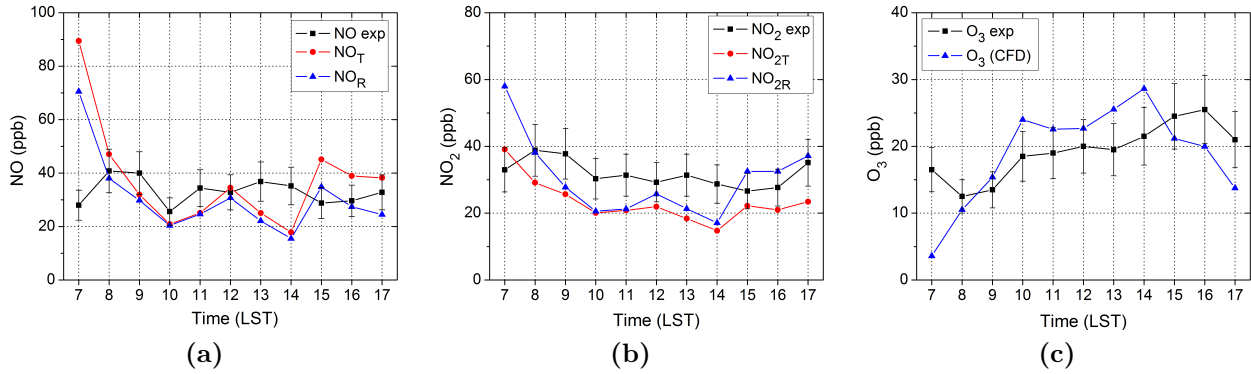 100
80
60
40
20
0
NO (ppb)
NO exp
NO_T
NO_R
7 8 9 10 11 12 13 14 15 16 17
Time (LST)
(a)
80
60
40
20
0
NO_2 (ppb)
NO_2 exp
NO_2T
NO_2R
7 8 9 10 11 12 13 14 15 16 17
Time (LST)
(b)
40
30
20
10
0
O_3 (ppb)
O_3 exp
O_3 (CFD)
7 8 9 10 11 12 13 14 15 16 17
Time (LST)
(c)